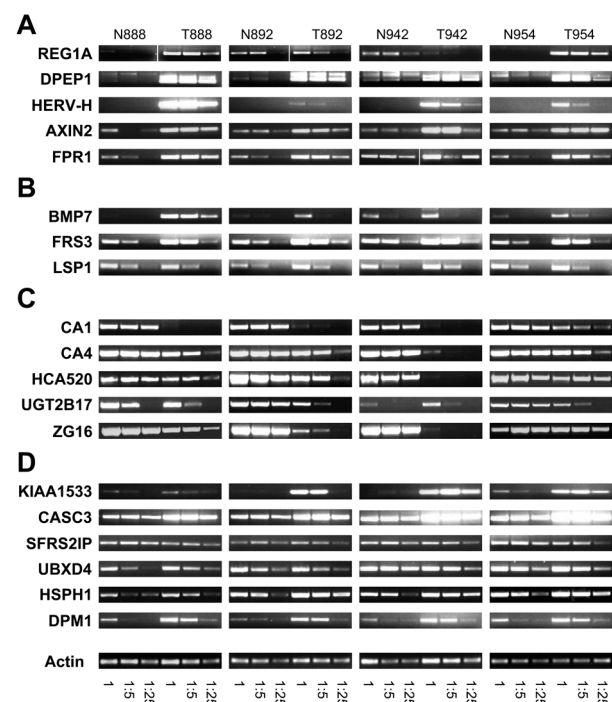 A
N888 T888 N892 T892 N942 T942 N954 T954
REG1A
DPEP1
HERV-H
AXIN2
FPR1
B
BMP7
FRS3
LSP1
C
CA1
CA4
HCA520
UGT2B17
ZG16
D
KIAA1533
CASC3
SFRS2IP
UBXD4
HSPH1
DPM1
Actin
1 1:5 1:25 1 1:5 1:25 1 1:5 1:25 1 1:5 1:25 1 1:5 1:25 1 1:5 1:25 1 1:5 1:25 1 1:5 1:25